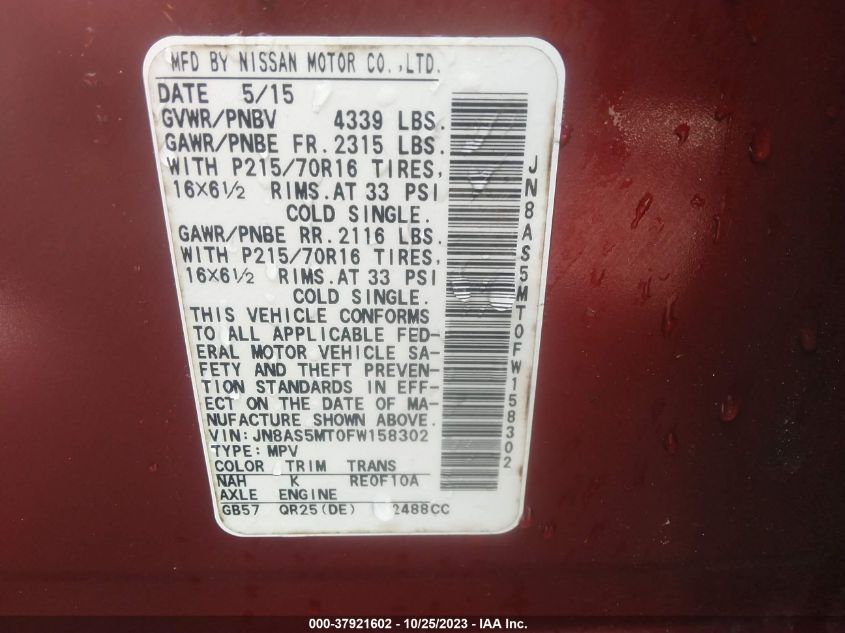 MFD BY NISSAN MOTOR CO.,LTD.
DATE 5/15
GVWR/PNBV 4339 LBS.
GAWR/PNBE FR. 2315 LBS.
WITH P215/70R16 TIRES,
16X6 1/2 RIMS. AT 33 PSI
COLD SINGLE.
GAWR/PNBE RR. 2116 LBS.
WITH P215/70R16 TIRES,
16X6 1/2 RIMS. AT 33 PSI
COLD SINGLE.
THIS VEHICLE CONFORMS
TO ALL APPLICABLE FED-
ERAL MOTOR VEHICLE SA-
FETY AND THEFT PREVEN-
TION STANDARDS IN EFF-
ECT ON THE DATE OF MA-
NUFACTURE SHOWN ABOVE.
VIN: JN8AS5MT0FW158302
TYPE: MPV
COLOR TRIM TRANS
NAH K RE0F10A
AXLE ENGINE
GB57 QR25(DE) 2488CC
JN8AS5MT0FW158302
000-37921602 - 10/25/2023 - IAA Inc.